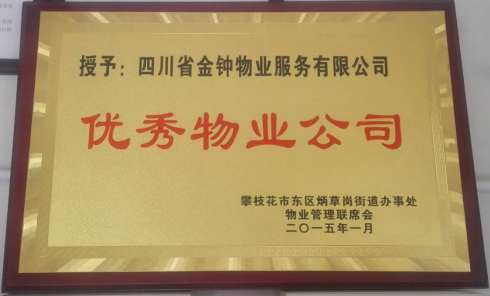 授予：四川省金钟物业服务有限公司
优秀物业公司
攀枝花市东区炳草岗街道办事处
物业管理联席会
二〇一五年一月